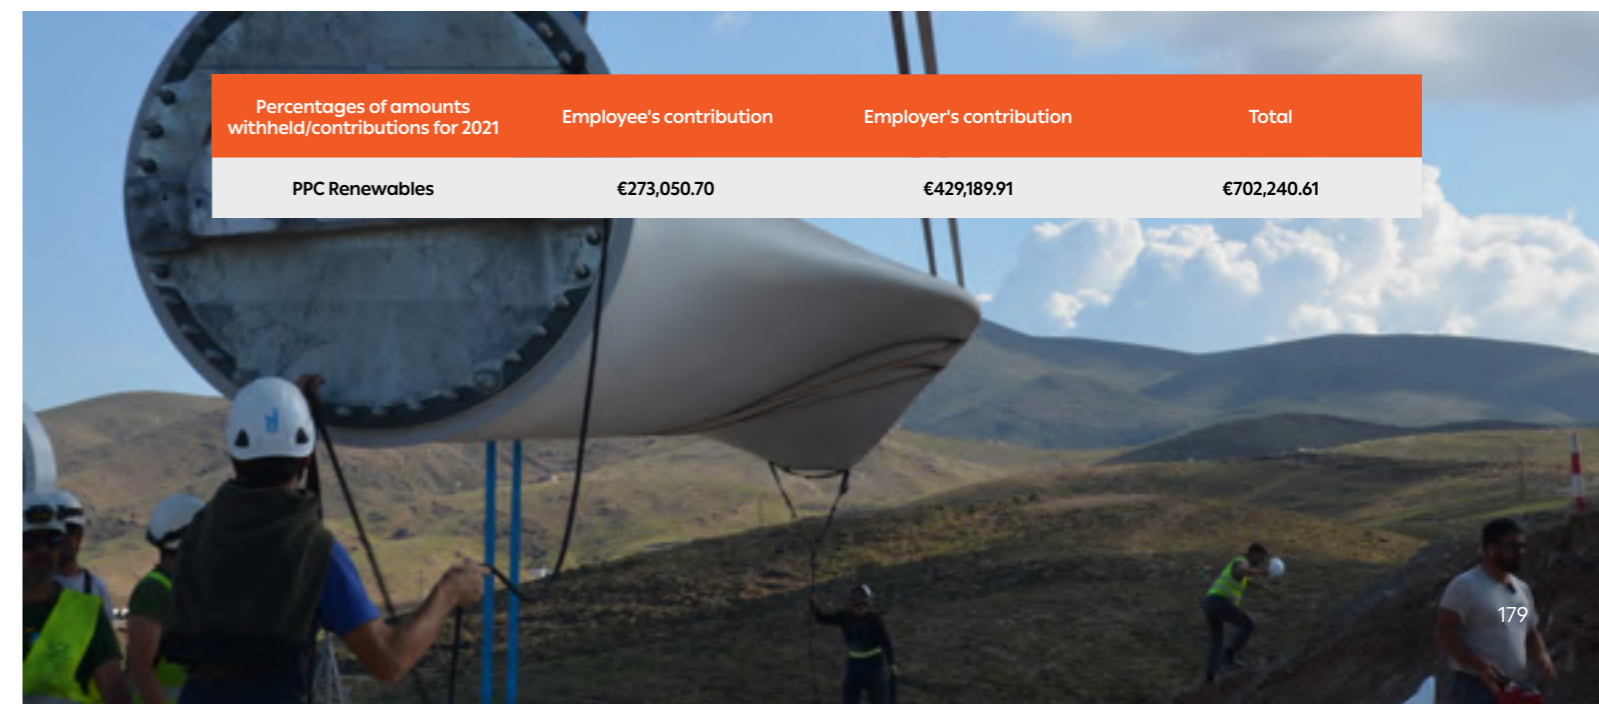 Percentages of amounts
withheld/contributions for 2021
Employee's contribution
Employer's contribution
Total
PPC Renewables
€273,050.70
€429,189.91
€702,240.61
179